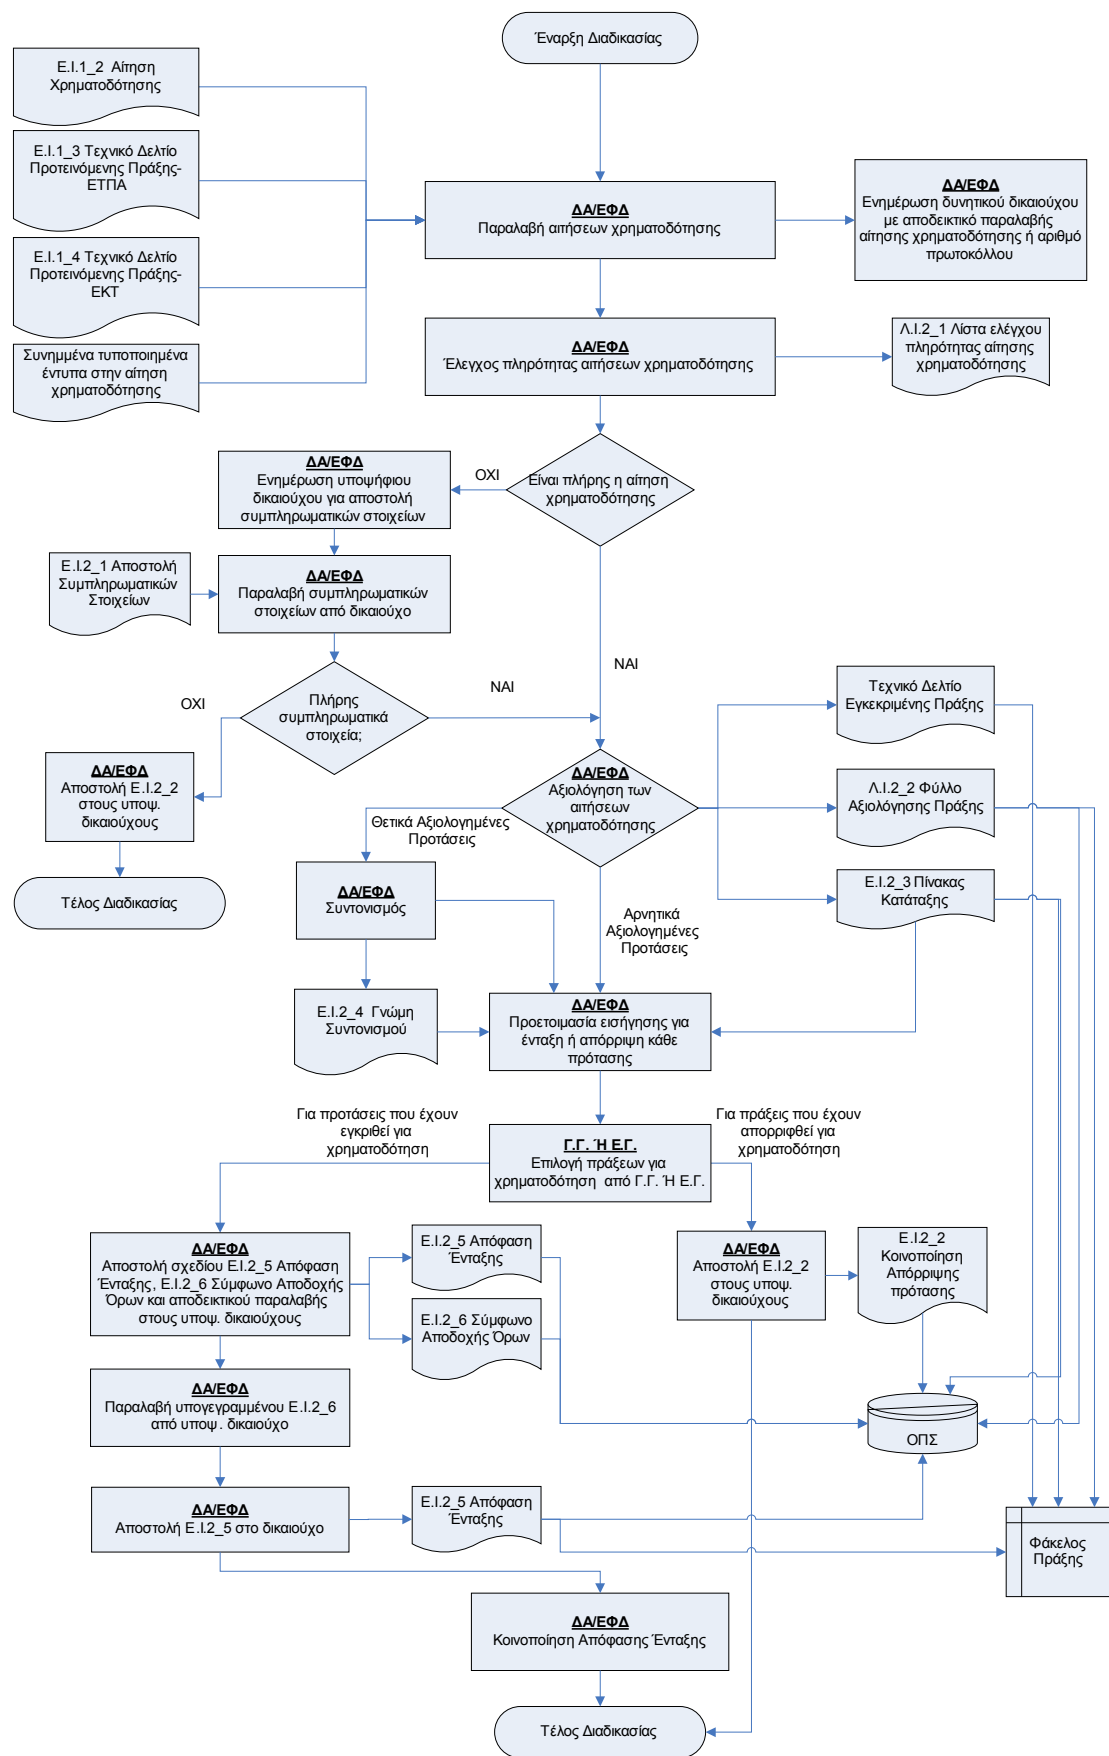 Έναρξη Διαδικασίας
Ε.Ι.1_2 Αίτηση
Χρηματοδότησης
Ε.Ι.1_3 Τεχνικό Δελτίο
Προτεινόμενης Πράξης-
ΕΤΠΑ
Ε.Ι.1_4 Τεχνικό Δελτίο
Προτεινόμενης Πράξης-
ΕΚΤ
Συνημμένα τυποποιημένα
έντυπα στην αίτηση
χρηματοδότησης
ΔΑ/ΕΦΔ
Παραλαβή αιτήσεων χρηματοδότησης
ΔΑ/ΕΦΔ
Ενημέρωση δυνητικού δικαιούχου
με αποδεικτικό παραλαβής
αίτησης χρηματοδότησης ή αριθμό
πρωτοκόλλου
ΔΑ/ΕΦΔ
Έλεγχος πληρότητας αιτήσεων χρηματοδότησης
Λ.Ι.2_1 Λίστα ελέγχου
πληρότητας αίτησης
χρηματοδότησης
Είναι πλήρης η αίτηση
χρηματοδότησης
ΟΧΙ
ΔΑ/ΕΦΔ
Ενημέρωση υποψήφιου
δικαιούχου για αποστολή
συμπληρωματικών στοιχείων
Ε.Ι.2_1 Αποστολή
Συμπληρωματικών
Στοιχείων
ΔΑ/ΕΦΔ
Παραλαβή συμπληρωματικών
στοιχείων από δικαιούχο
ΝΑΙ
Πλήρης
συμπληρωματικά
στοιχεία;
ΟΧΙ
ΝΑΙ
ΔΑ/ΕΦΔ
Αποστολή Ε.Ι.2_2
στους υποψ.
δικαιούχους
Τέλος Διαδικασίας
ΔΑ/ΕΦΔ
Αξιολόγηση των
αιτήσεων
χρηματοδότησης
Τεχνικό Δελτίο
Εγκεκριμένης Πράξης
Λ.Ι.2_2 Φύλλο
Αξιολόγησης Πράξης
Ε.Ι.2_3 Πίνακας
Κατάταξης
Θετικά Αξιολογημένες
Προτάσεις
ΔΑ/ΕΦΔ
Συντονισμός
Αρνητικά
Αξιολογημένες
Προτάσεις
Ε.Ι.2_4 Γνώμη
Συντονισμού
ΔΑ/ΕΦΔ
Προετοιμασία εισήγησης για
ένταξη ή απόρριψη κάθε
πρότασης
Για προτάσεις που έχουν
εγκριθεί για
χρηματοδότηση
Για πράξεις που έχουν
απορριφθεί για
χρηματοδότηση
Γ.Γ. Ή Ε.Γ.
Επιλογή πράξεων για
χρηματοδότηση από Γ.Γ. Ή Ε.Γ.
ΔΑ/ΕΦΔ
Αποστολή σχεδίου Ε.Ι.2_5 Απόφαση
Ένταξης, Ε.Ι.2_6 Σύμφωνο Αποδοχής
Όρων και αποδεικτικού παραλαβής
στους υποψ. δικαιούχους
Ε.Ι.2_5 Απόφαση
Ένταξης
Ε.Ι.2_6 Σύμφωνο
Αποδοχής Όρων
ΔΑ/ΕΦΔ
Αποστολή Ε.Ι.2_2
στους υποψ.
δικαιούχους
Ε.Ι.2_2
Κοινοποίηση
Απόρριψης
πρότασης
ΔΑ/ΕΦΔ
Παραλαβή υπογεγραμμένου Ε.Ι.2_6
από υποψ. δικαιούχο
ΟΠΣ
ΔΑ/ΕΦΔ
Αποστολή Ε.Ι.2_5 στο δικαιούχο
Ε.Ι.2_5 Απόφαση
Ένταξης
Φάκελος
Πράξης
ΔΑ/ΕΦΔ
Κοινοποίηση Απόφασης Ένταξης
Τέλος Διαδικασίας